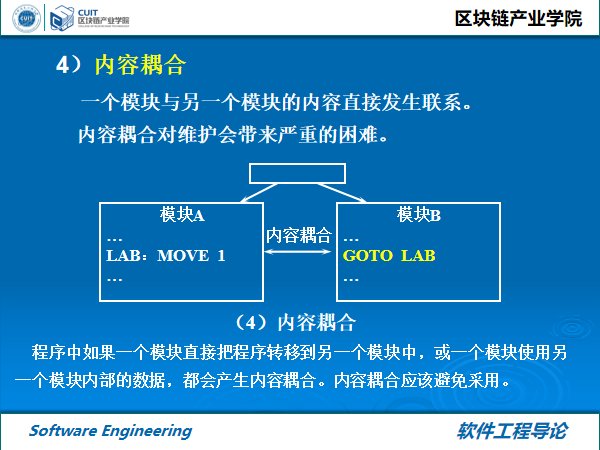 CUIT
CUIT
区块链产业学院
区块链产业学院
4）内容耦合
一个模块与另一个模块的内容直接发生联系。
内容耦合对维护会带来严重的困难。
模块A
…
LAB：MOVE 1
…
内容耦合
模块B
…
GOTO LAB
…
（4）内容耦合
程序中如果一个模块直接把程序转移到另一个模块中，或一个模块使用另
一个模块内部的数据，都会产生内容耦合。内容耦合应该避免采用。
Software Engineering
软件工程导论